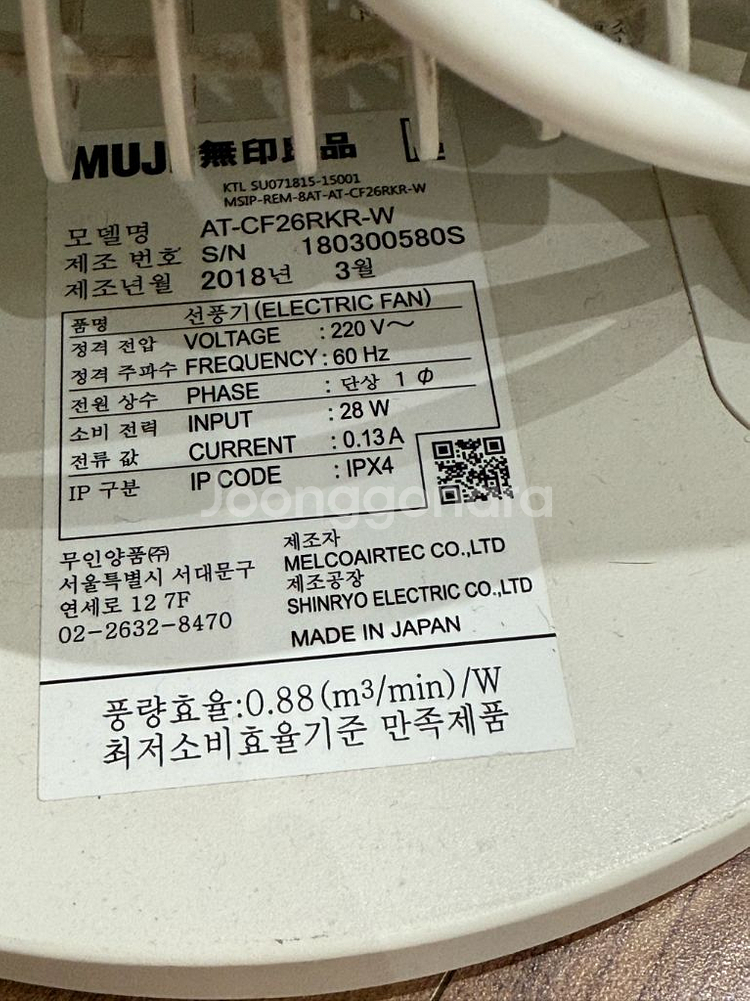 MUJI 無印良品
KTL SU071815-15001
MSIP-REM-8AT-AT-CF26RKR-W
모델명 AT-CF26RKR-W
제조 번호 S/N 180300580S
제조년월 2018년 3월
품명 선풍기(ELECTRIC FAN)
정격 전압 VOLTAGE : 220 V～
정격 주파수 FREQUENCY : 60 Hz
전원 상수 PHASE : 단상 1 Φ
소비 전력 INPUT : 28 W
전류 값 CURRENT : 0.13 A
IP 구분 IP CODE : IPX4
Joonggonara
무인양품㈜
서울특별시 서대문구
연세로 12 7F
02-2632-8470
제조자
MELCOAIRTEC CO.,LTD
제조공장
SHINRYO ELECTRIC CO.,LTD
MADE IN JAPAN
풍량효율:0.88(m³/min)/W
최저소비효율기준 만족제품